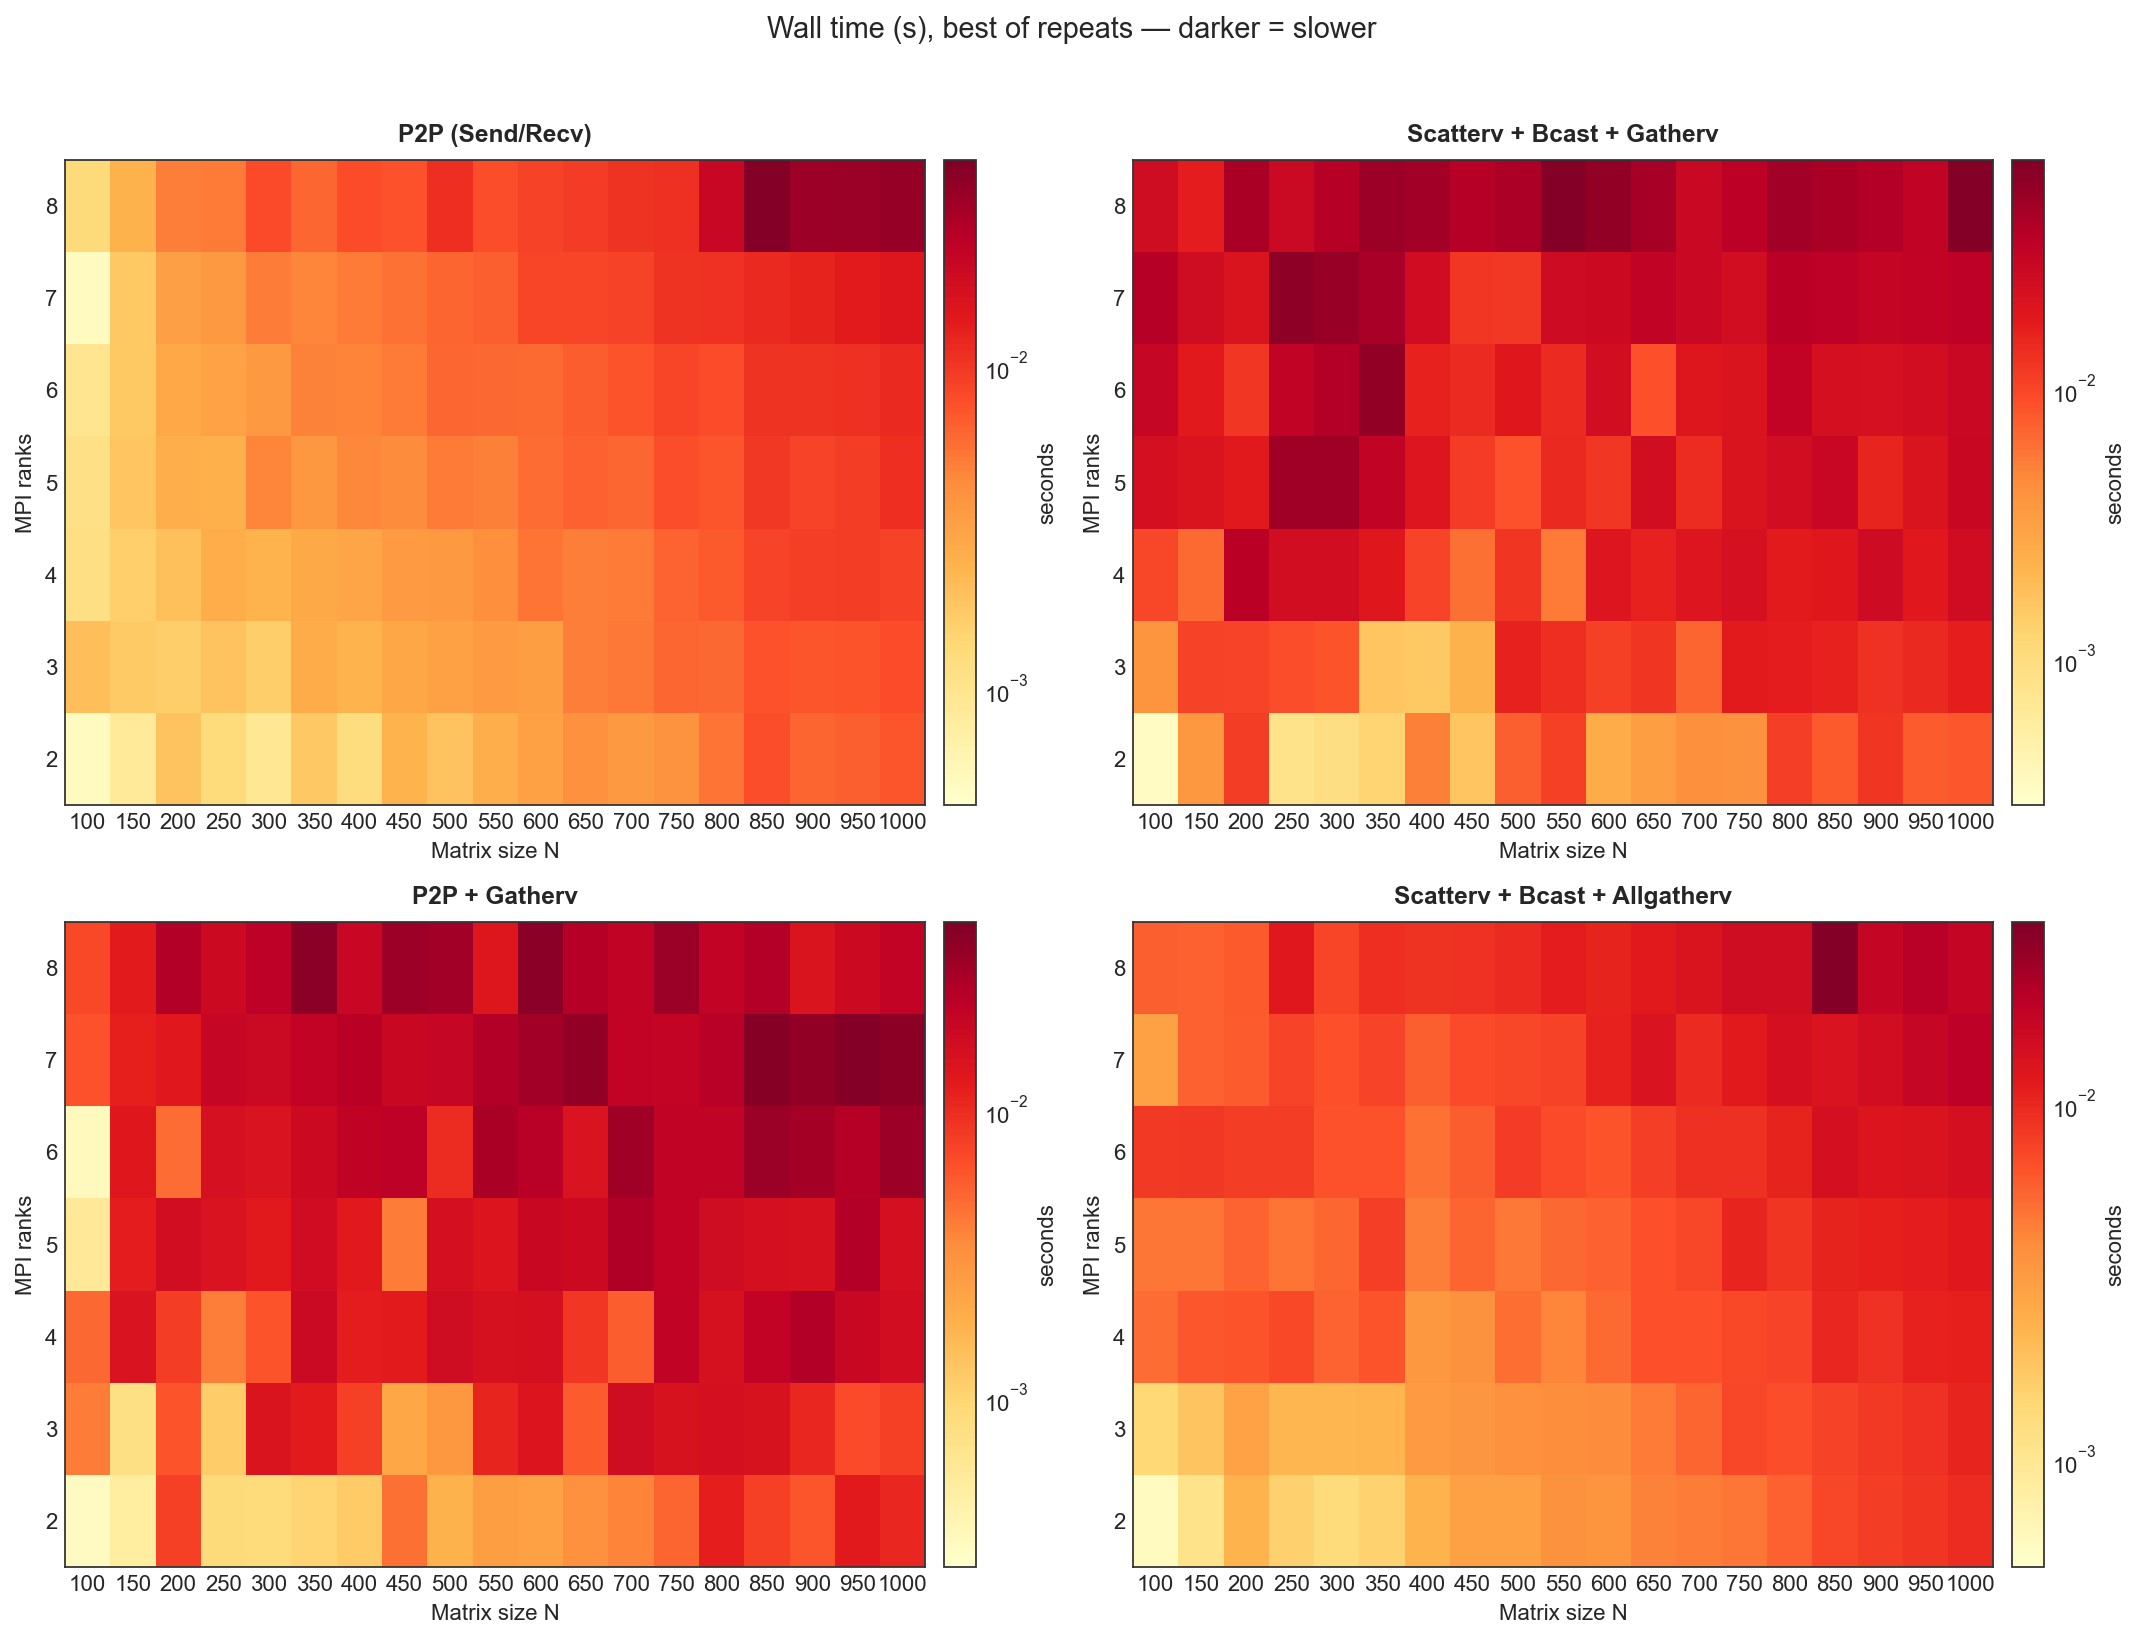 Wall time (s), best of repeats — darker = slower
P2P (Send/Recv)
MPI ranks
8
7
6
5
4
3
2
100 150 200 250 300 350 400 450 500 550 600 650 700 750 800 850 900 950 1000
Matrix size N
10⁻²
10⁻³
seconds
Scatterv + Bcast + Gatherv
MPI ranks
8
7
6
5
4
3
2
100 150 200 250 300 350 400 450 500 550 600 650 700 750 800 850 900 950 1000
Matrix size N
10⁻²
10⁻³
seconds
P2P + Gatherv
MPI ranks
8
7
6
5
4
3
2
100 150 200 250 300 350 400 450 500 550 600 650 700 750 800 850 900 950 1000
Matrix size N
10⁻²
10⁻³
seconds
Scatterv + Bcast + Allgatherv
MPI ranks
8
7
6
5
4
3
2
100 150 200 250 300 350 400 450 500 550 600 650 700 750 800 850 900 950 1000
Matrix size N
10⁻²
10⁻³
seconds